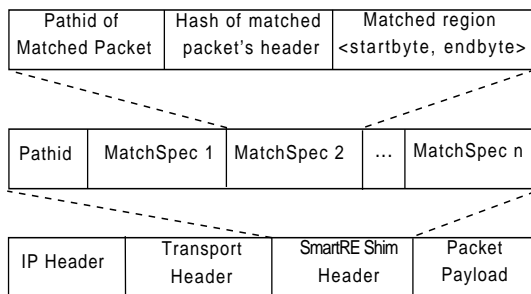 Pathid of Matched Packet
Hash of matched packet's header
Matched region <startbyte, endbyte>
Pathid
MatchSpec 1
MatchSpec 2
...
MatchSpec n
IP Header
Transport Header
SmartRE Shim Header
Packet Payload